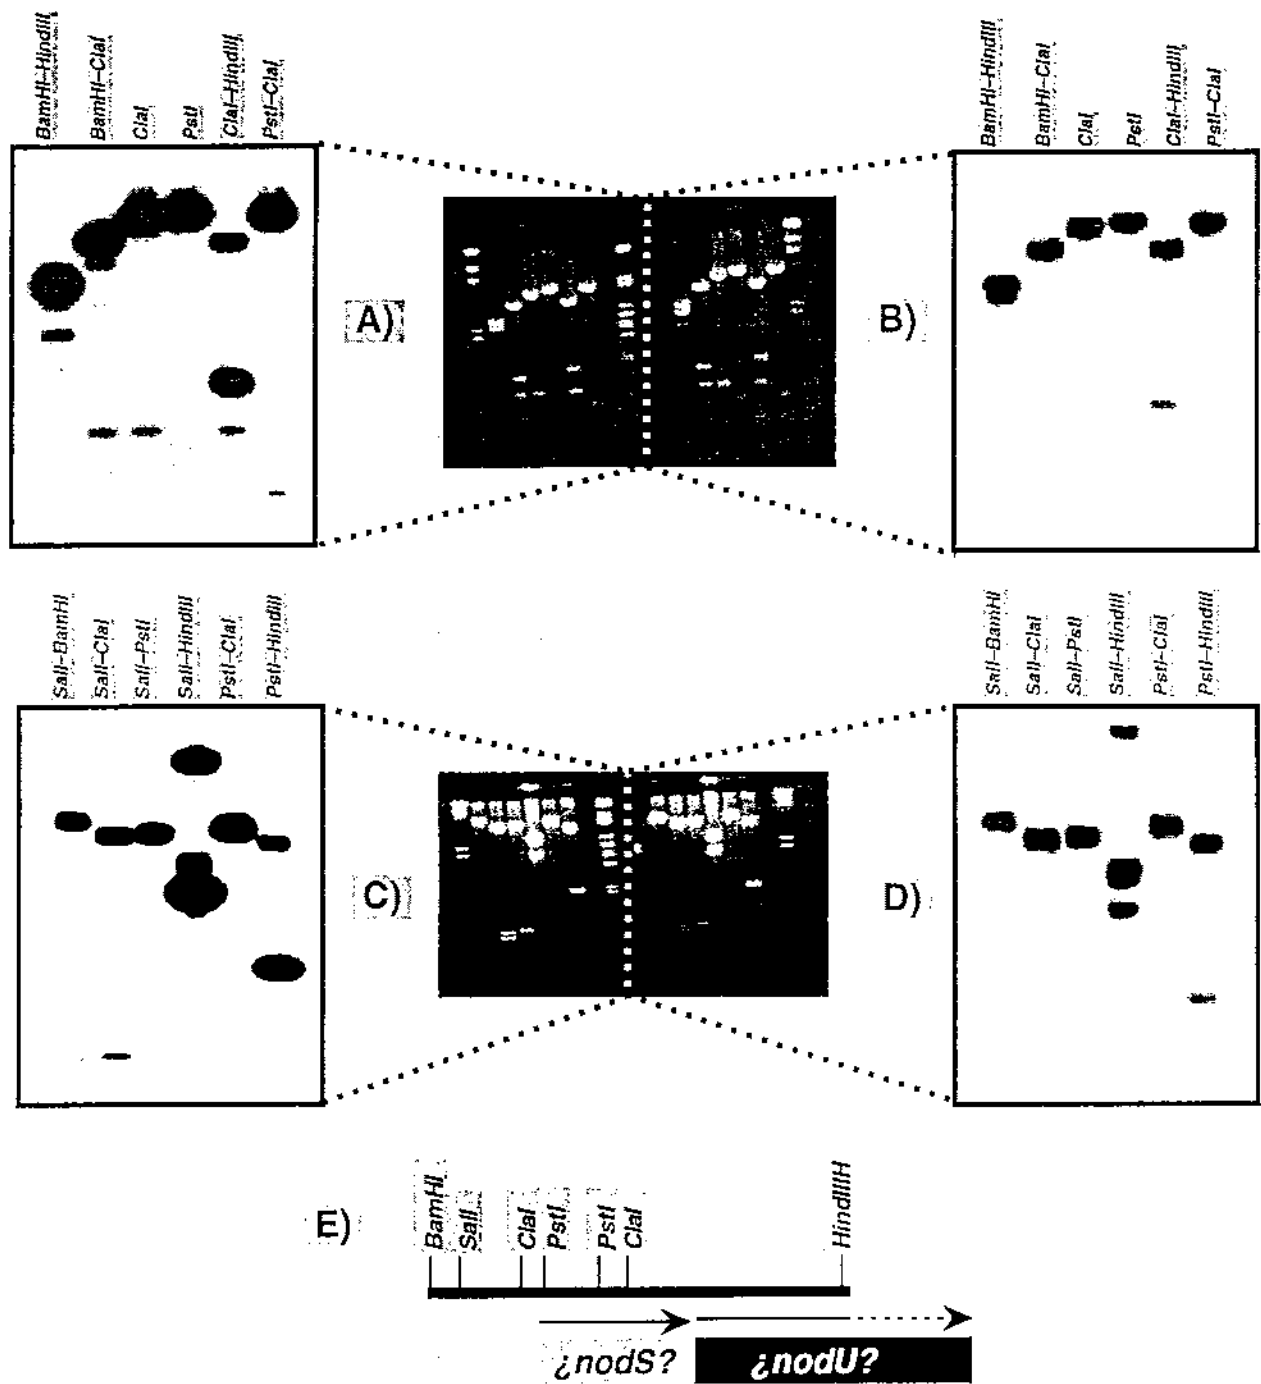 BamHI–HindIII
BamHI–ClaI
ClaI
PstI
ClaI–HindIII
PstI–ClaI
BamHI–HindIII
BamHI–ClaI
ClaI
PstI
ClaI–HindIII
PstI–ClaI
A)
B)
SalI–BamHI
SalI–ClaI
SalI–PstI
SalI–HindIII
PstI–ClaI
PstI–HindIII
SalI–BamHI
SalI–ClaI
SalI–PstI
SalI–HindIII
PstI–ClaI
PstI–HindIII
C)
D)
E)
BamHI
SalI
ClaI
PstI
PstI
ClaI
HindIIIH
¿nodS?
¿nodU?